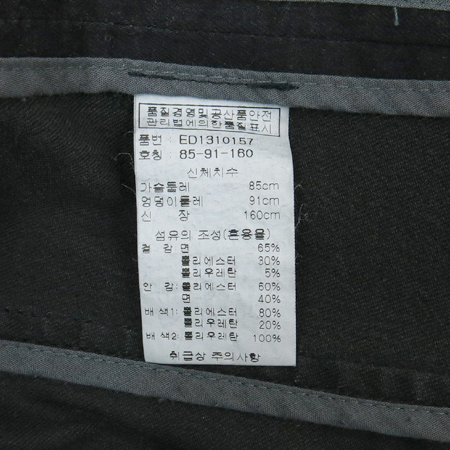 품질경영및공산품안전
관리법에의한품질표시
품번 : ED1310157
호칭 : 85-91-160
신체치수
가슴둘레 85cm
엉덩이둘레 91cm
신 장 160cm
섬유의 조성(혼용율)
겉 감: 면 65%
폴리에스터 30%
폴리우레탄 5%
안 감: 폴리에스터 60%
면 40%
배색1: 폴리에스터 80%
폴리우레탄 20%
배색2: 폴리우레탄 100%
취급상 주의사항